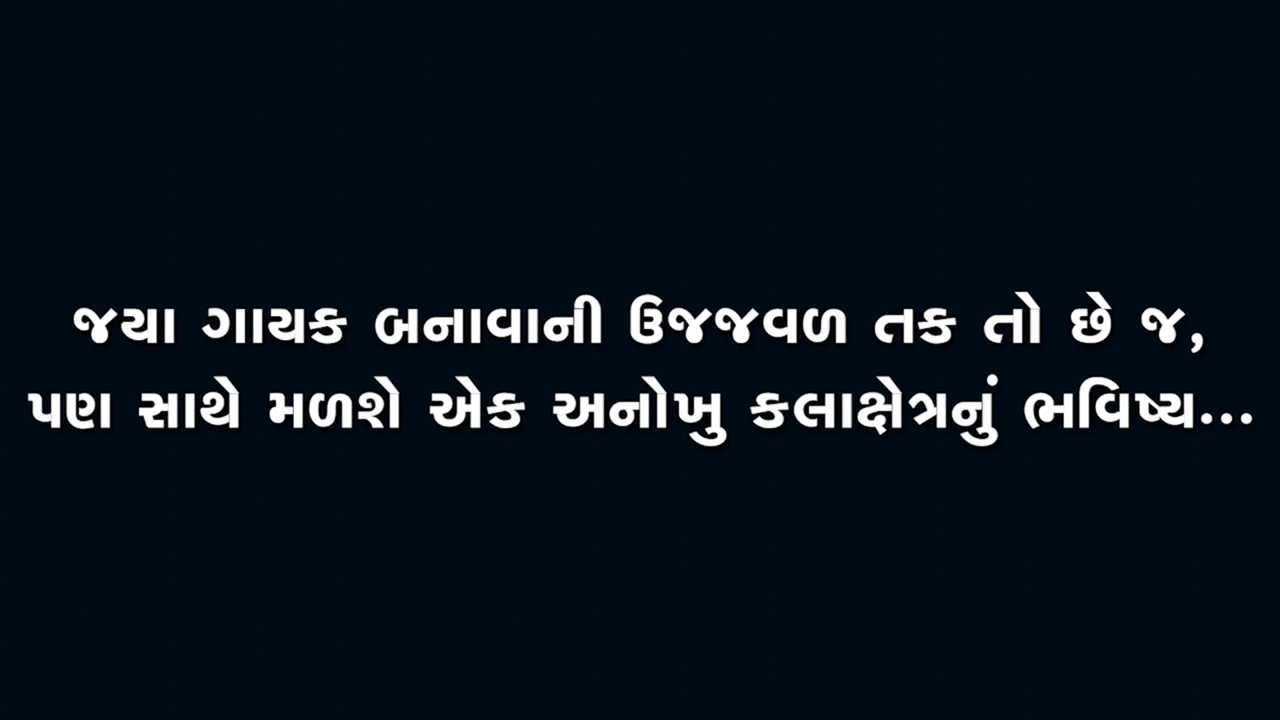 જયા ગાયક બનાવાની ઉજજવળ તક તો છે જ,
પણ સાથે મળશે એક અનોખુ કલાક્ષેત્રનું ભવિષ્ય...